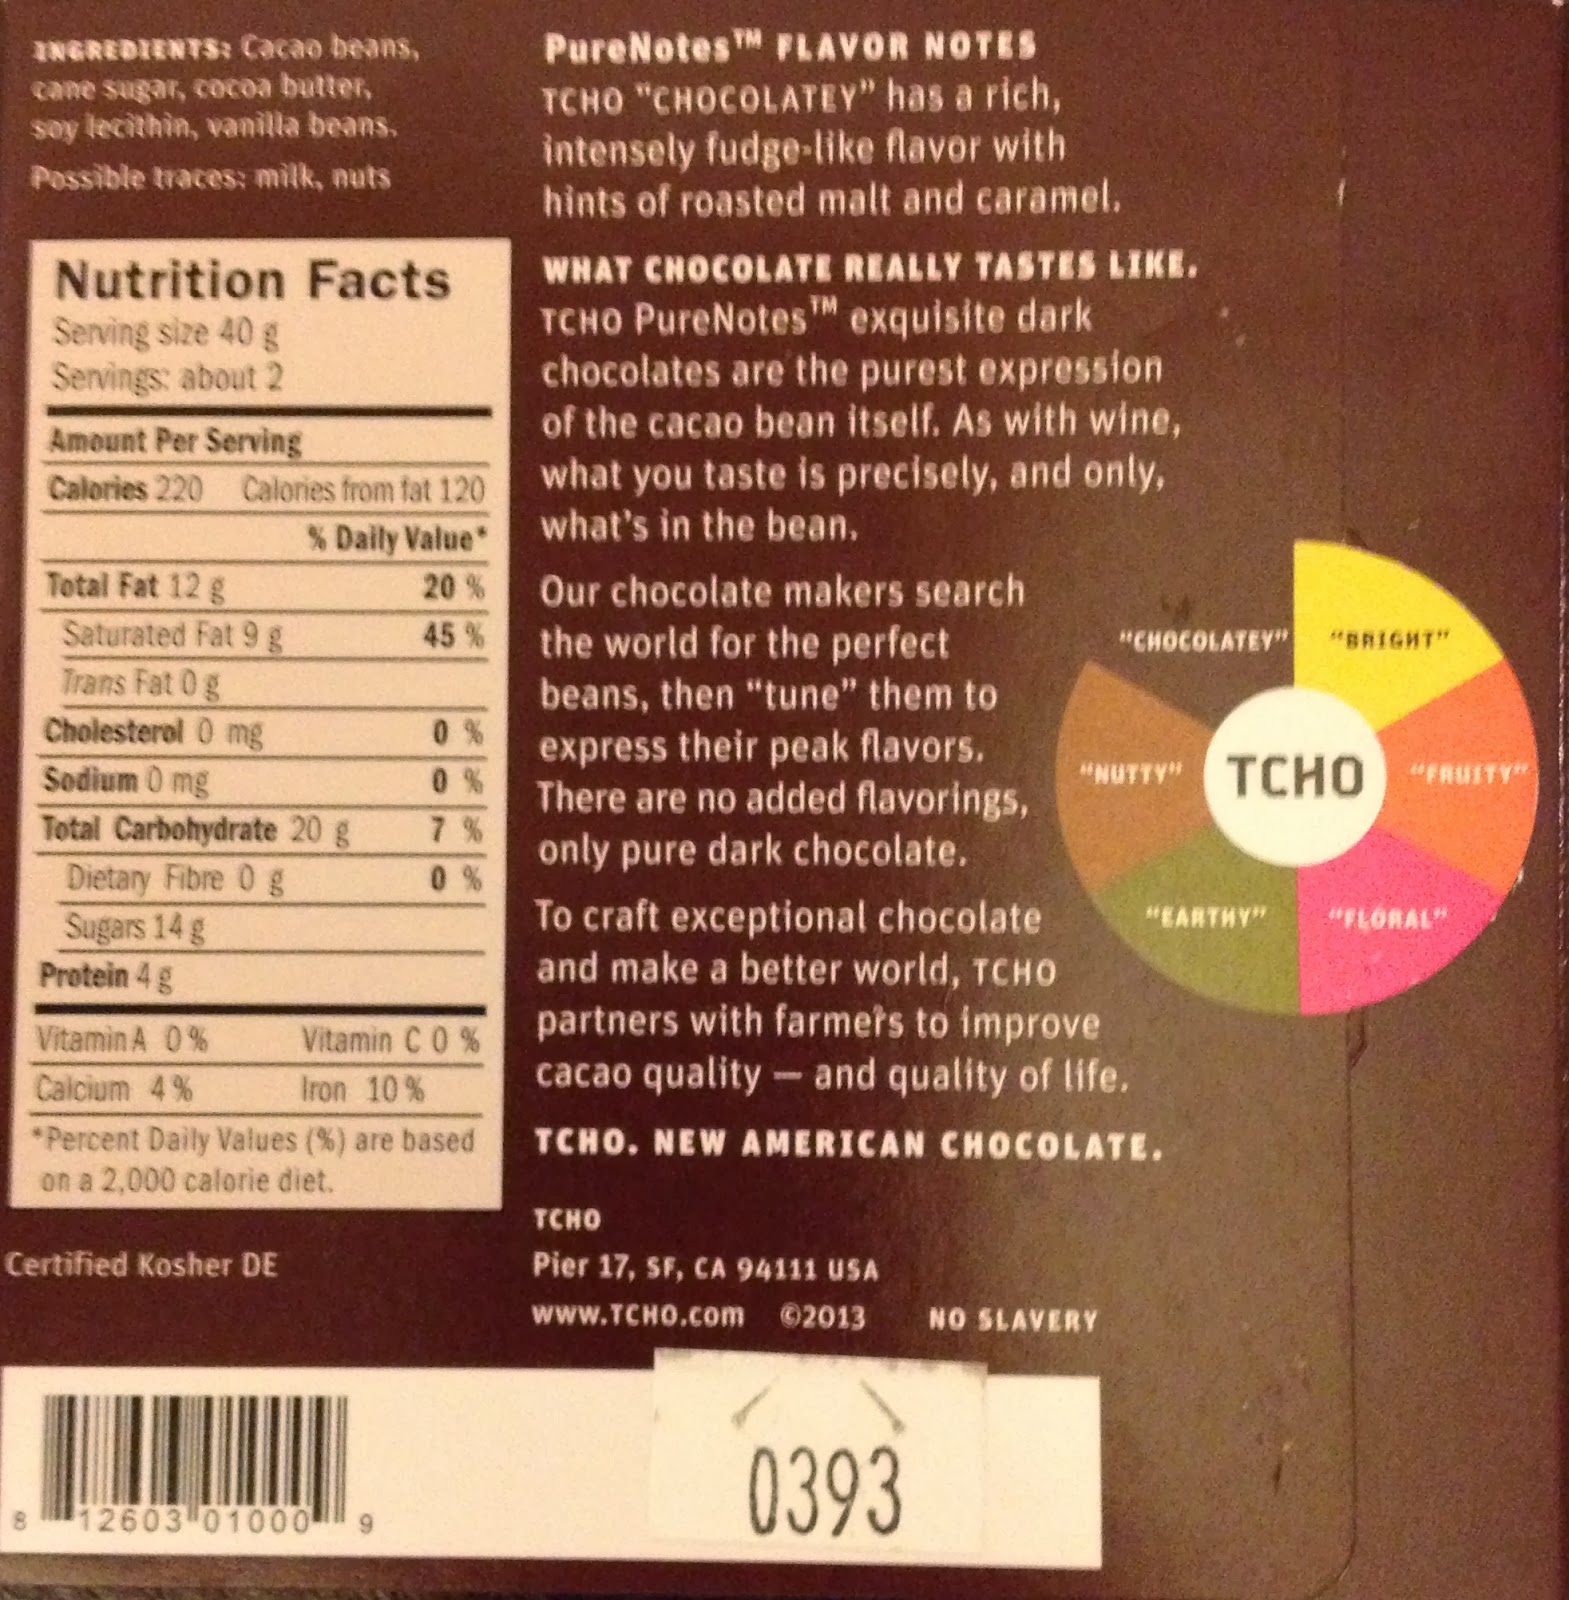 INGREDIENTS: Cacao beans,
cane sugar, cocoa butter,
soy lecithin, vanilla beans.
Possible traces: milk, nuts
Nutrition Facts
Serving size 40 g
Servings: about 2
Amount Per Serving
Calories 220 Calories from fat 120
% Daily Value*
Total Fat 12 g 20 %
Saturated Fat 9 g 45 %
Trans Fat 0 g
Cholesterol 0 mg 0 %
Sodium 0 mg 0 %
Total Carbohydrate 20 g 7 %
Dietary Fibre 0 g 0 %
Sugars 14 g
Protein 4 g
Vitamin A 0 % Vitamin C 0 %
Calcium 4 % Iron 10 %
*Percent Daily Values (%) are based
on a 2,000 calorie diet.
Certified Kosher DE
PureNotes™ FLAVOR NOTES
TCHO "CHOCOLATEY" has a rich,
intensely fudge-like flavor with
hints of roasted malt and caramel.
WHAT CHOCOLATE REALLY TASTES LIKE.
TCHO PureNotes™ exquisite dark
chocolates are the purest expression
of the cacao bean itself. As with wine,
what you taste is precisely, and only,
what's in the bean.
Our chocolate makers search
the world for the perfect
beans, then "tune" them to
express their peak flavors.
There are no added flavorings,
only pure dark chocolate.
To craft exceptional chocolate
and make a better world, TCHO
partners with farmers to improve
cacao quality — and quality of life.
TCHO. NEW AMERICAN CHOCOLATE.
TCHO
Pier 17, SF, CA 94111 USA
www.TCHO.com ©2013 NO SLAVERY
"CHOCOLATEY" "BRIGHT"
"NUTTY" TCHO "FRUITY"
"EARTHY" "FLORAL"
8 12603 01000 9
0393